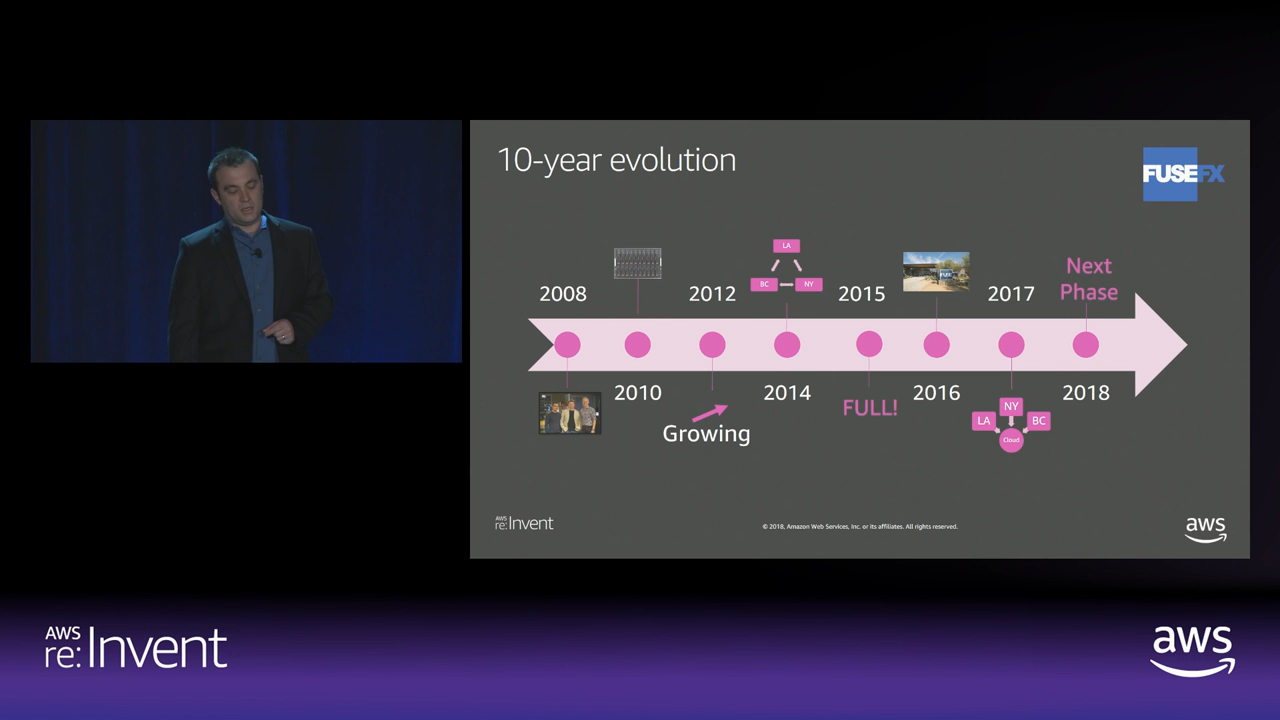 10-year evolution
FUSEFX
LA
BC
NY
Next
Phase
2008
2012
2015
2017
2010
2014
2016
2018
Growing
FULL!
NY
LA
BC
Cloud
AWS
re:Invent
© 2018, Amazon Web Services, Inc. or its affiliates. All rights reserved.
aws
AWS
re:Invent
aws